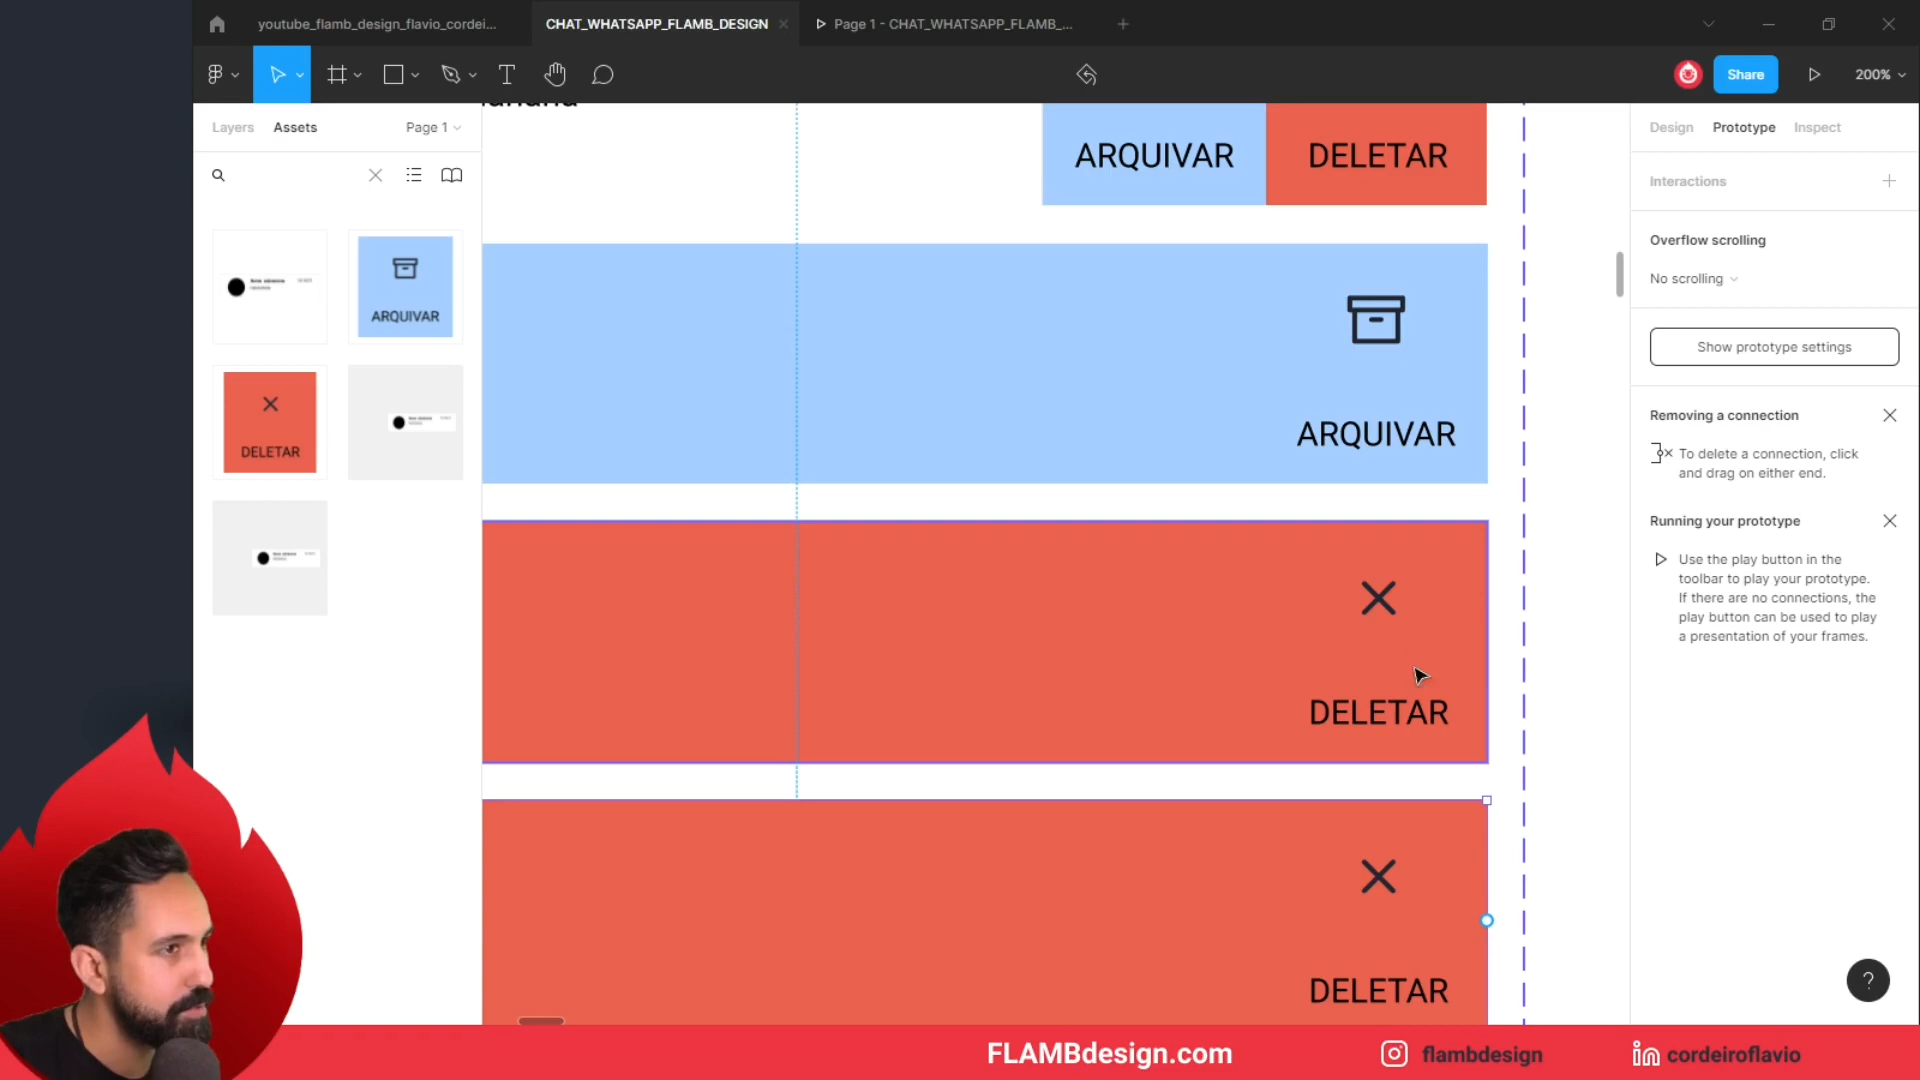 youtube_flamb_design_flavio_cordei...
CHAT_WHATSAPP_FLAMB_DESIGN
Page 1 - CHAT_WHATSAPP_FLAMB_...
Share
200%
Layers
Assets
Page 1
ARQUIVAR
DELETAR
ARQUIVAR
DELETAR
ARQUIVAR
DELETAR
DELETAR
Design
Prototype
Inspect
Interactions
Overflow scrolling
No scrolling
Show prototype settings
Removing a connection
To delete a connection, click
and drag on either end.
Running your prototype
Use the play button in the
toolbar to play your prototype.
If there are no connections, the
play button can be used to play
a presentation of your frames.
?
FLAMBdesign.com
flambdesign
in cordeiroflavio